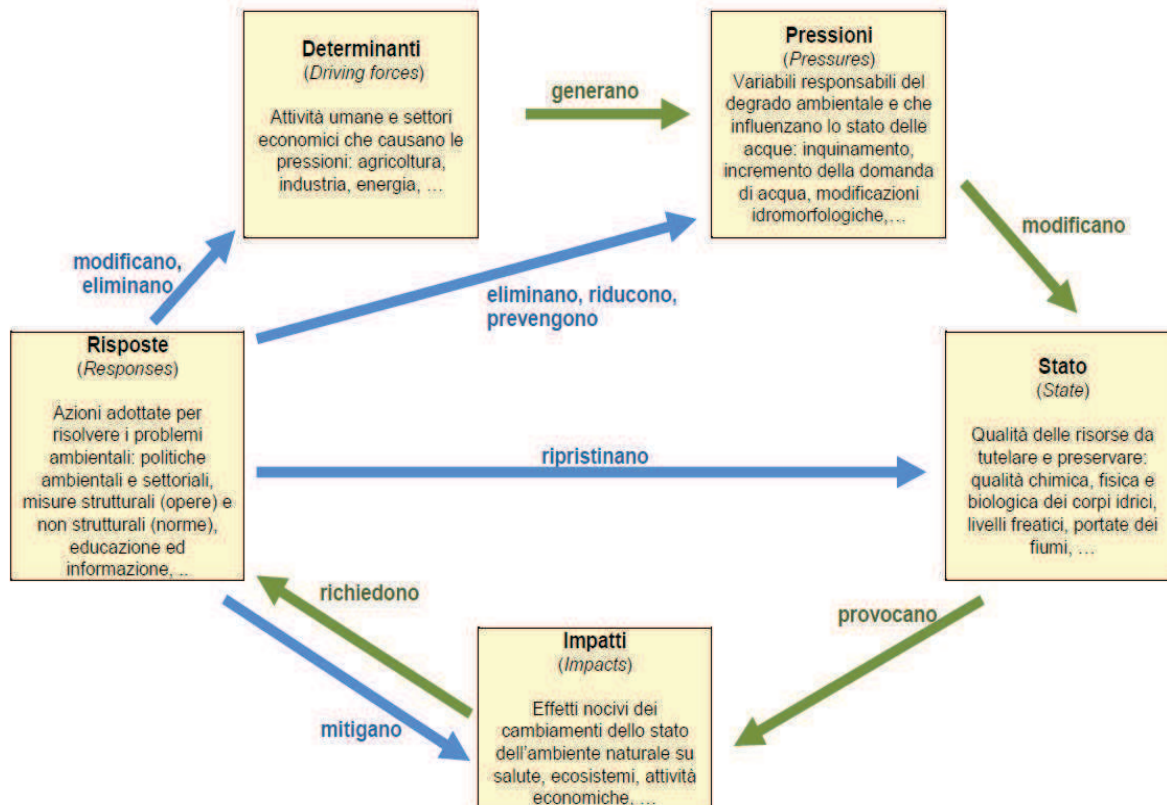 Determinanti
(Driving forces)
Attività umane e settori
economici che causano le
pressioni: agricoltura,
industria, energia, …
generano
Pressioni
(Pressures)
Variabili responsabili del
degrado ambientale e che
influenzano lo stato delle
acque: inquinamento,
incremento della domanda
di acqua, modificazioni
idromorfologiche,…
modificano,
eliminano
eliminano, riducono,
prevengono
modificano
Risposte
(Responses)
Azioni adottate per
risolvere i problemi
ambientali: politiche
ambientali e settoriali,
misure strutturali (opere) e
non strutturali (norme),
educazione ed
informazione, ..
ripristinano
Stato
(State)
Qualità delle risorse da
tutelare e preservare:
qualità chimica, fisica e
biologica dei corpi idrici,
livelli freatici, portate dei
fiumi, …
richiedono
provocano
mitigano
Impatti
(Impacts)
Effetti nocivi dei
cambiamenti dello stato
dell'ambiente naturale su
salute, ecosistemi, attività
economiche, …